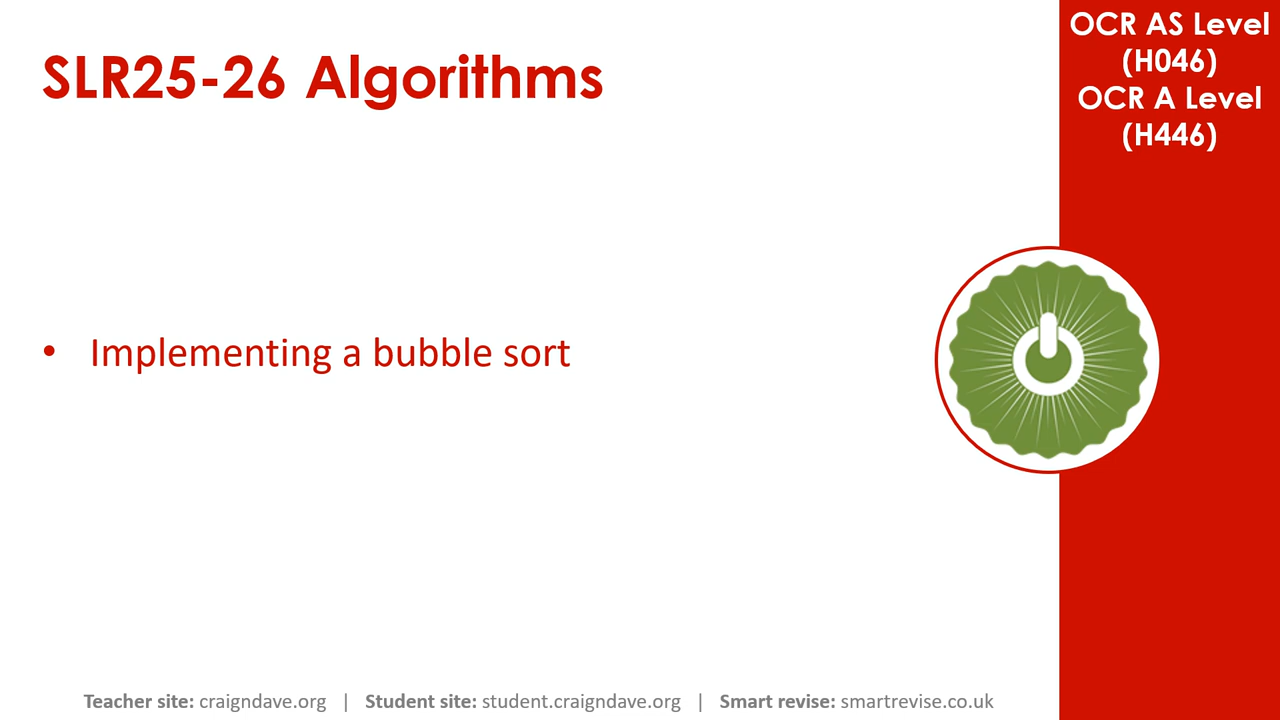 SLR25-26 Algorithms
OCR AS Level
(H046)
OCR A Level
(H446)
• Implementing a bubble sort
Teacher site: craigndave.org | Student site: student.craigndave.org | Smart revise: smartrevise.co.uk